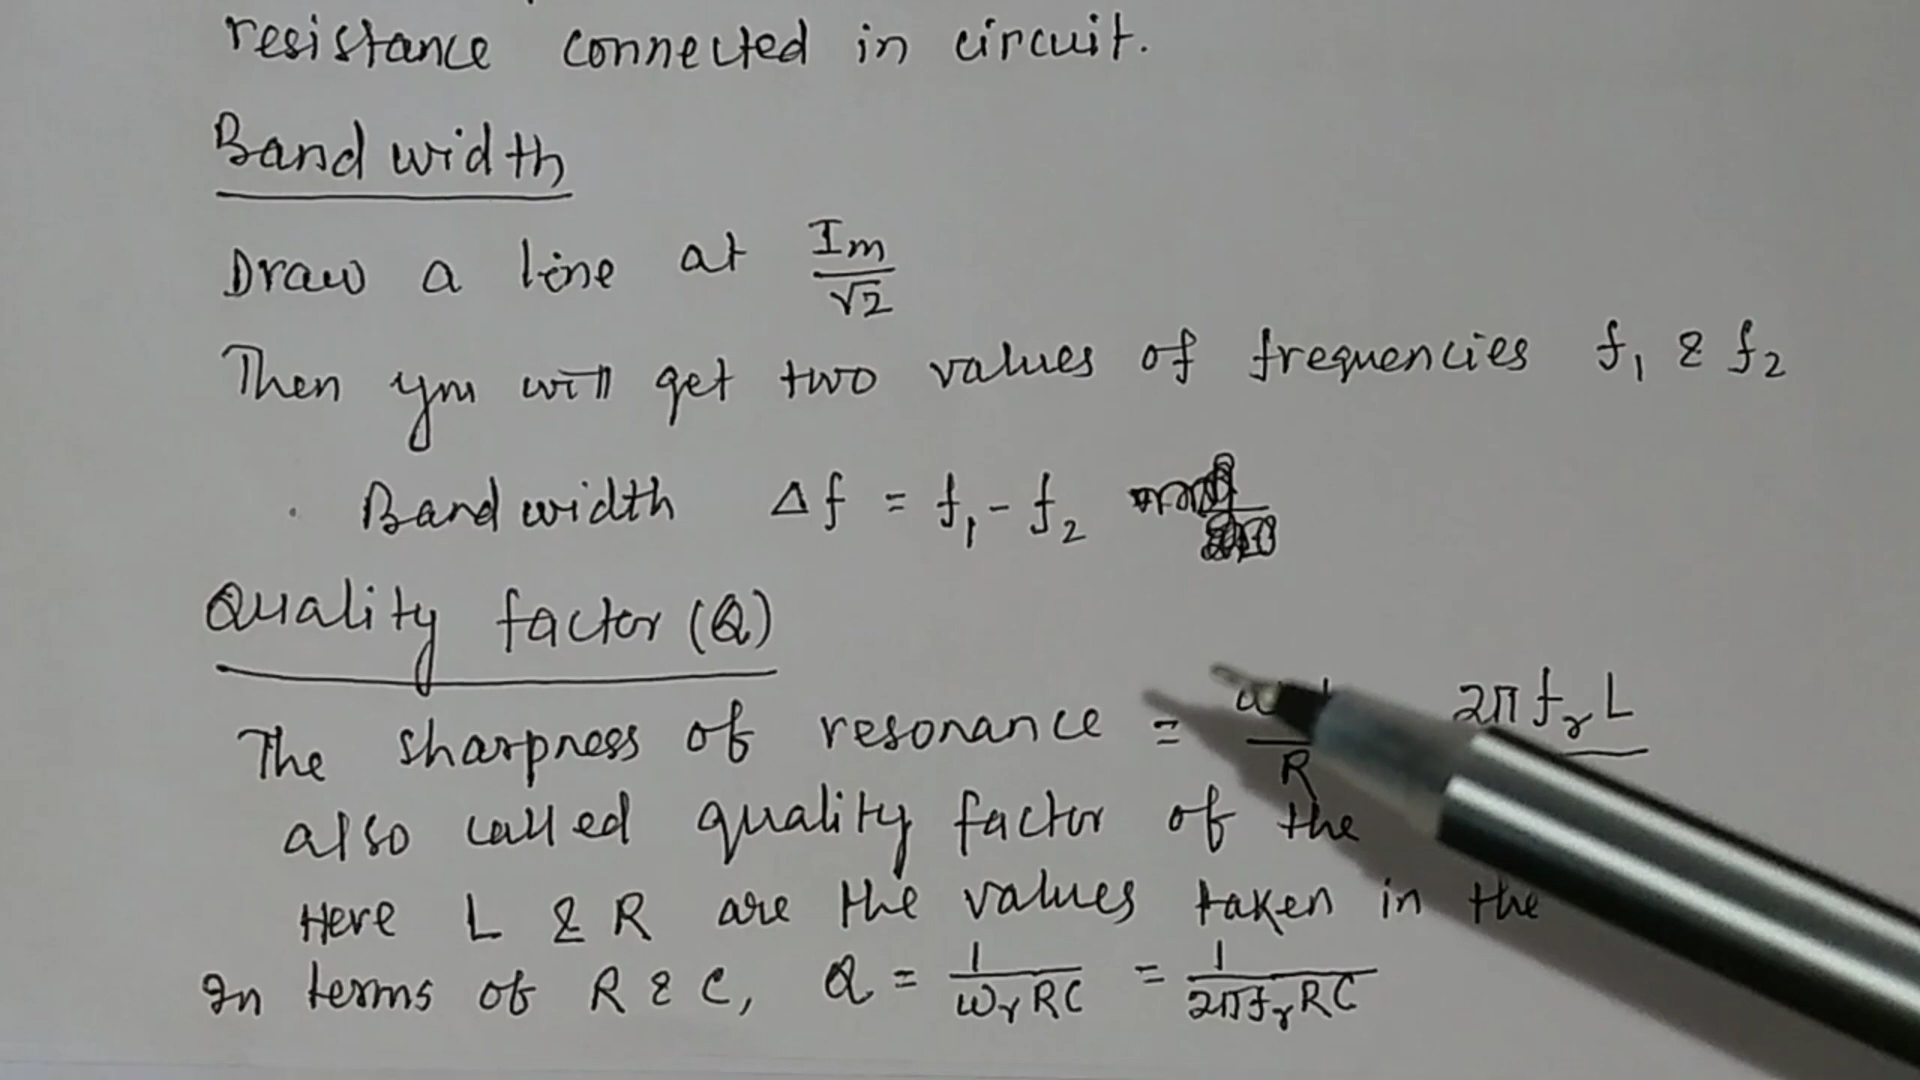 resistance connected in circuit.
Band width
Draw a line at Im/√2
Then you will get two values of frequencies f₁ & f₂
Band width Δf = f₁ - f₂
Quality factor (Q)
The sharpness of resonance = /R 2πfᵣL
also called quality factor of the
Here L & R are the values taken in the
In terms of R & C, Q = 1/ωᵣRC = 1/2πfᵣRC